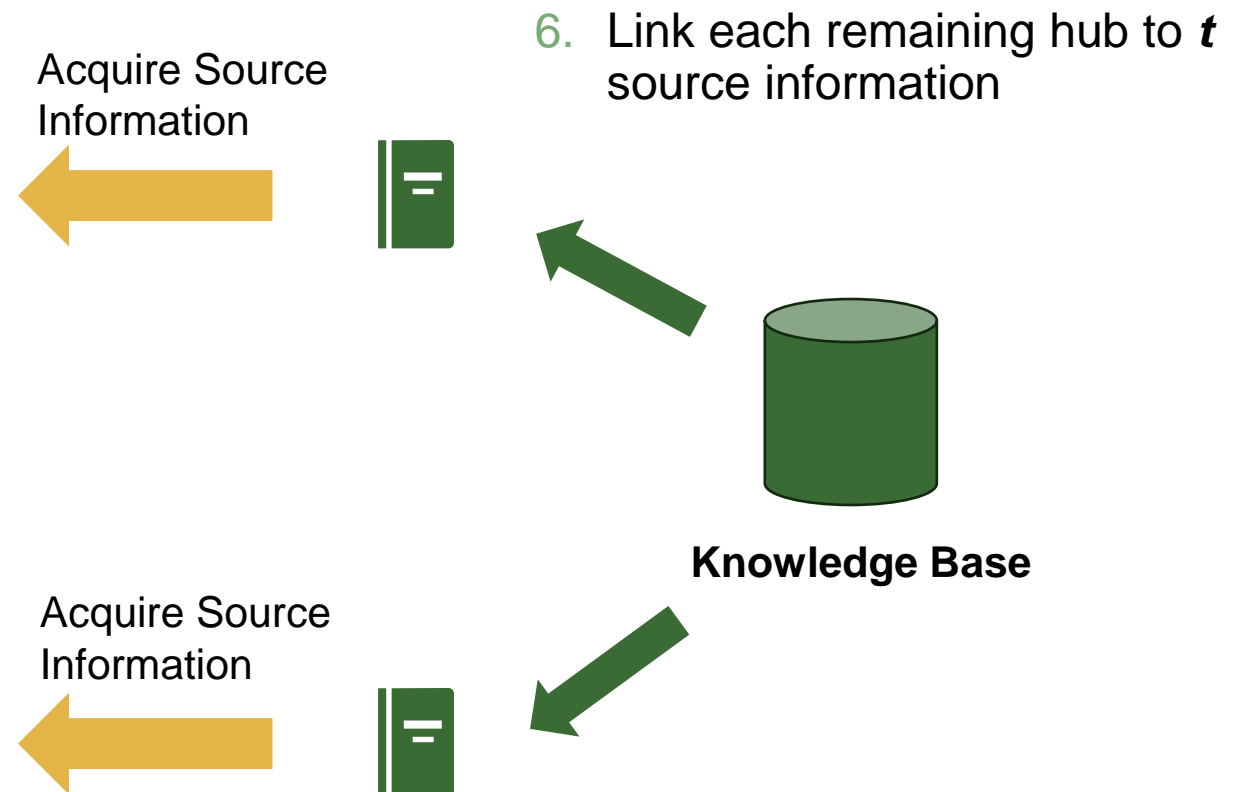 6. Link each remaining hub to t
source information
Acquire Source
Information
Knowledge Base
Acquire Source
Information